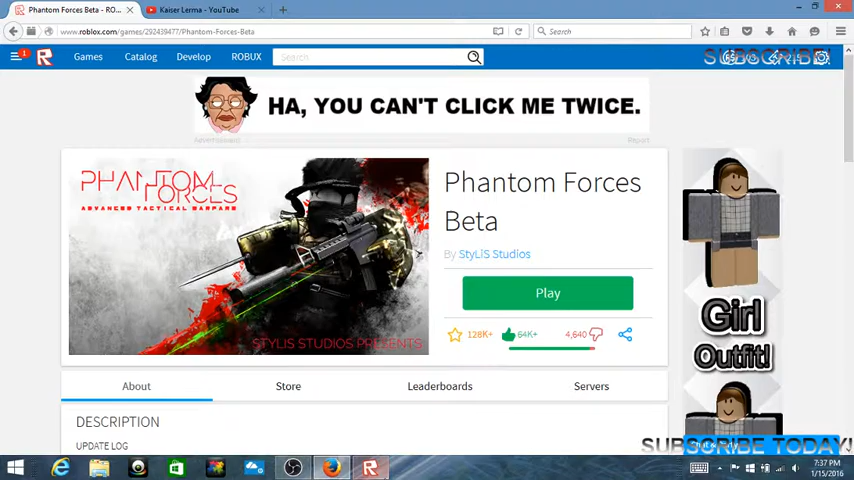 Phantom Forces Beta - RO...
Kaiser Lerma - YouTube
www.roblox.com/games/292439477/Phantom-Forces-Beta
Search
1
Games
Catalog
Develop
ROBUX
Search
SUBSCRIBE!
HA, YOU CAN'T CLICK ME TWICE.
Advertisement
Report
PHANTOM
FORCES
ADVANCED TACTICAL WARFARE
STYLIS STUDIOS PRESENTS
Phantom Forces
Beta
By StyLiS Studios
Play
128K+
64K+
4,640
Girl
Outfit!
About
Store
Leaderboards
Servers
DESCRIPTION
UPDATE LOG
SUBSCRIBE TODAY!
7:37 PM
1/15/2016